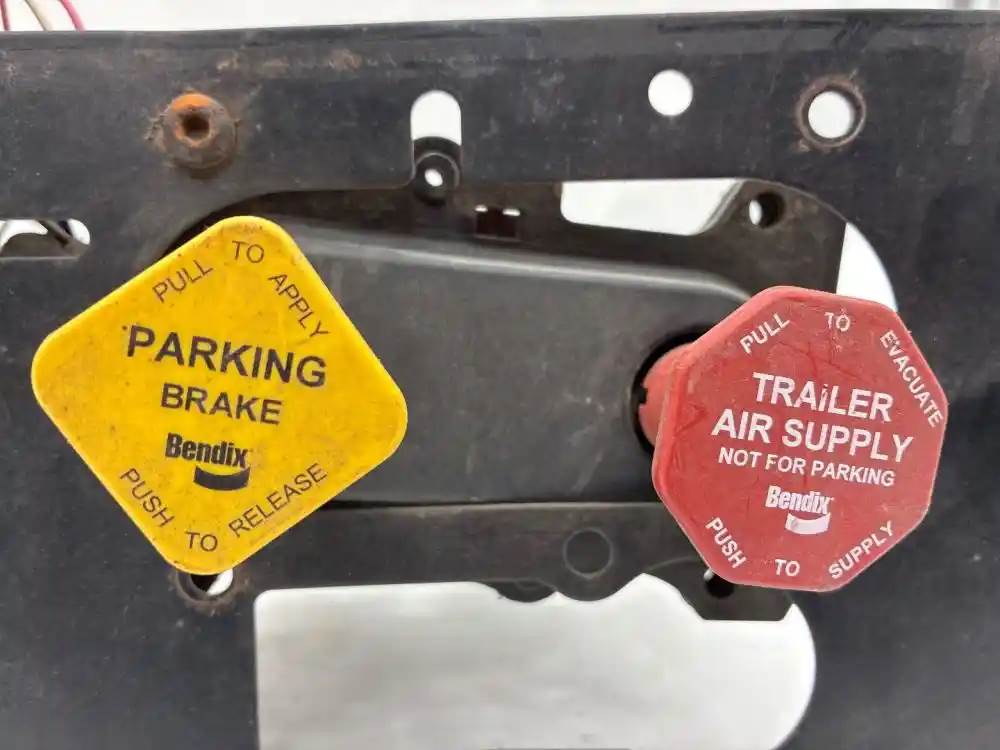 PULL TO APPLY
PARKING
BRAKE
Bendix
PUSH TO RELEASE
PULL TO EVACUATE
TRAILER
AIR SUPPLY
NOT FOR PARKING
Bendix
PUSH TO SUPPLY